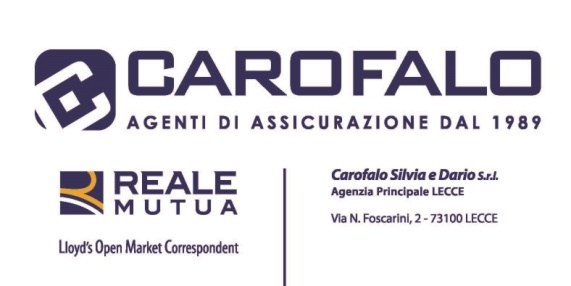 CAROFALO
AGENTI DI ASSICURAZIONE DAL 1989
REALE
MUTUA
Lloyd's Open Market Correspondent
Carofalo Silvia e Dario s.r.l.
Agenzia Principale LECCE
Via N. Foscarini, 2 - 73100 LECCE